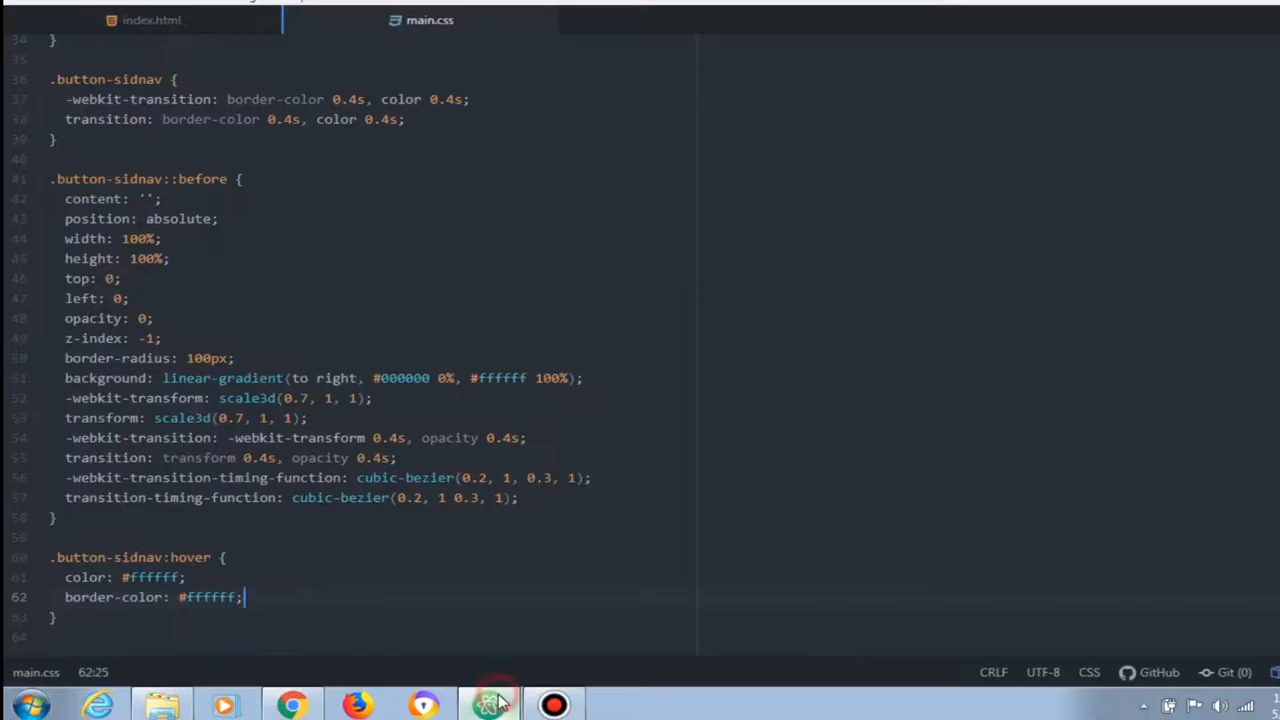 index.html
main.css
34 }
35
36 .button-sidnav {
37 -webkit-transition: border-color 0.4s, color 0.4s;
38 transition: border-color 0.4s, color 0.4s;
39 }
40
41 .button-sidnav::before {
42 content: '';
43 position: absolute;
44 width: 100%;
45 height: 100%;
46 top: 0;
47 left: 0;
48 opacity: 0;
49 z-index: -1;
50 border-radius: 100px;
51 background: linear-gradient(to right, #000000 0%, #ffffff 100%);
52 -webkit-transform: scale3d(0.7, 1, 1);
53 transform: scale3d(0.7, 1, 1);
54 -webkit-transition: -webkit-transform 0.4s, opacity 0.4s;
55 transition: transform 0.4s, opacity 0.4s;
56 -webkit-transition-timing-function: cubic-bezier(0.2, 1, 0.3, 1);
57 transition-timing-function: cubic-bezier(0.2, 1 0.3, 1);
58 }
59
60 .button-sidnav:hover {
61 color: #ffffff;
62 border-color: #ffffff;
63 }
64
main.css 62:25 CRLF UTF-8 CSS GitHub Git (0)